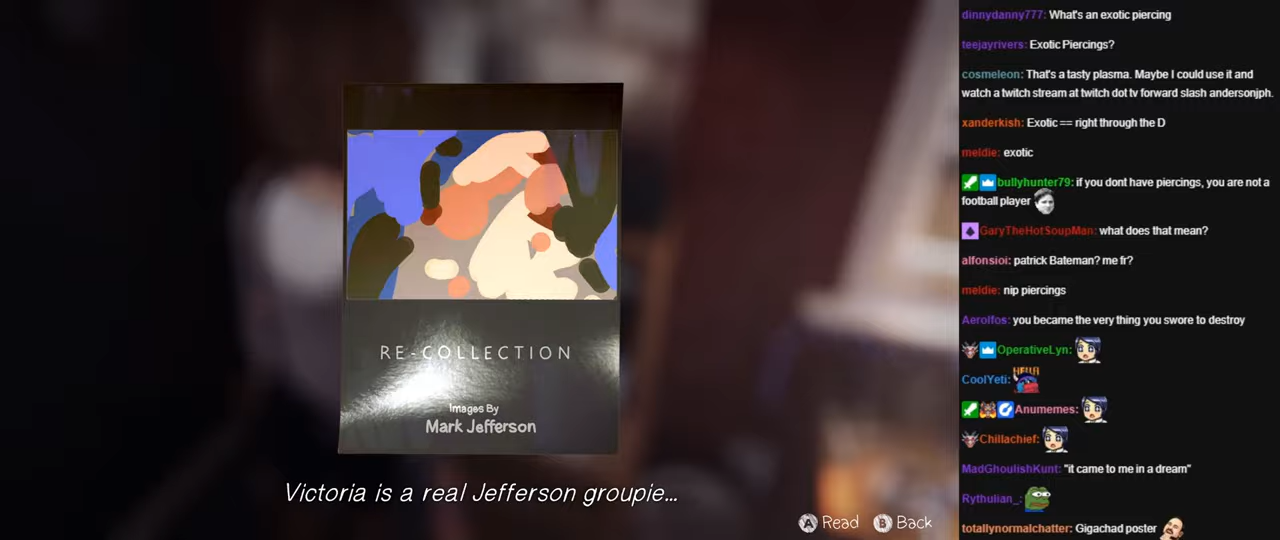 RE-COLLECTION
Images By
Mark Jefferson
Victoria is a real Jefferson groupie...
A Read B Back
dinnydanny777: What's an exotic piercing
teejayrivers: Exotic Piercings?
cosmeleon: That's a tasty plasma. Maybe I could use it and
watch a twitch stream at twitch dot tv forward slash andersonjph.
xanderkish: Exotic == right through the D
meldie: exotic
bullyhunter79: if you dont have piercings, you are not a
football player
GaryTheHotSoupMan: what does that mean?
alfonsioi: patrick Bateman? me fr?
meldie: nip piercings
Aerolfos: you became the very thing you swore to destroy
OperativeLyn:
CoolYeti: HELLA
Anumemes:
Chillachief:
MadGhoulishKunt: "it came to me in a dream"
Rythulian_:
totallynormalchatter: Gigachad poster